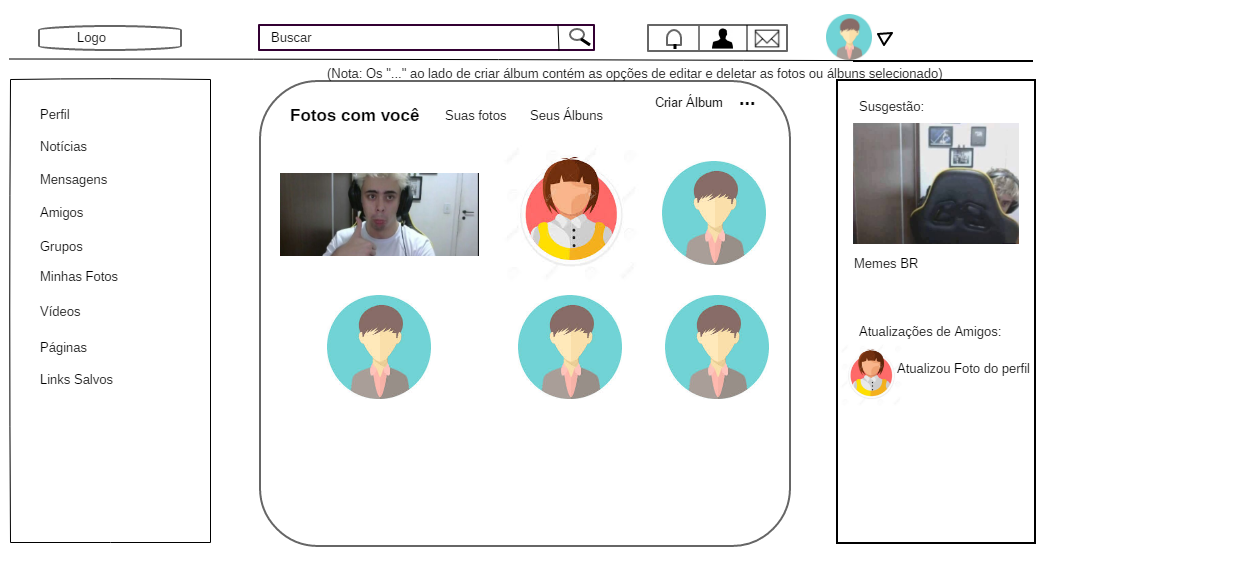 Logo
Buscar
(Nota: Os "..." ao lado de criar álbum contém as opções de editar e deletar as fotos ou álbuns selecionado)
Perfil
Notícias
Mensagens
Amigos
Grupos
Minhas Fotos
Vídeos
Páginas
Links Salvos
Fotos com você
Suas fotos
Seus Álbuns
Criar Álbum
...
Susgestão:
Memes BR
Atualizações de Amigos:
Atualizou Foto do perfil